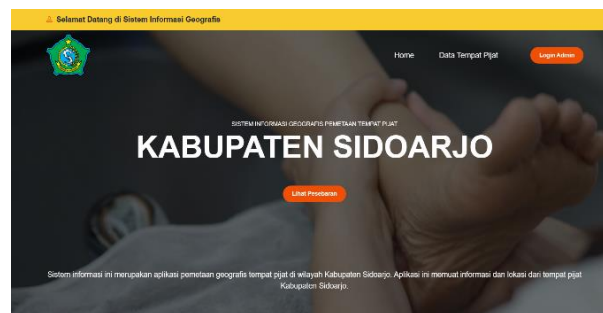 Selamat Datang di Sistem Informasi Geografis
Home Data Tempat Pijat Login Admin
SISTEM INFORMASI GEOGRAFIS PEMETAAN TEMPAT PIJAT
KABUPATEN SIDOARJO
Lihat Pesebaran
Sistem informasi ini merupakan aplikasi pemetaan geografis tempat pijat di wilayah Kabupaten Sidoarjo. Aplikasi ini memuat informasi dan lokasi dari tempat pijat
Kabupaten Sidoarjo.